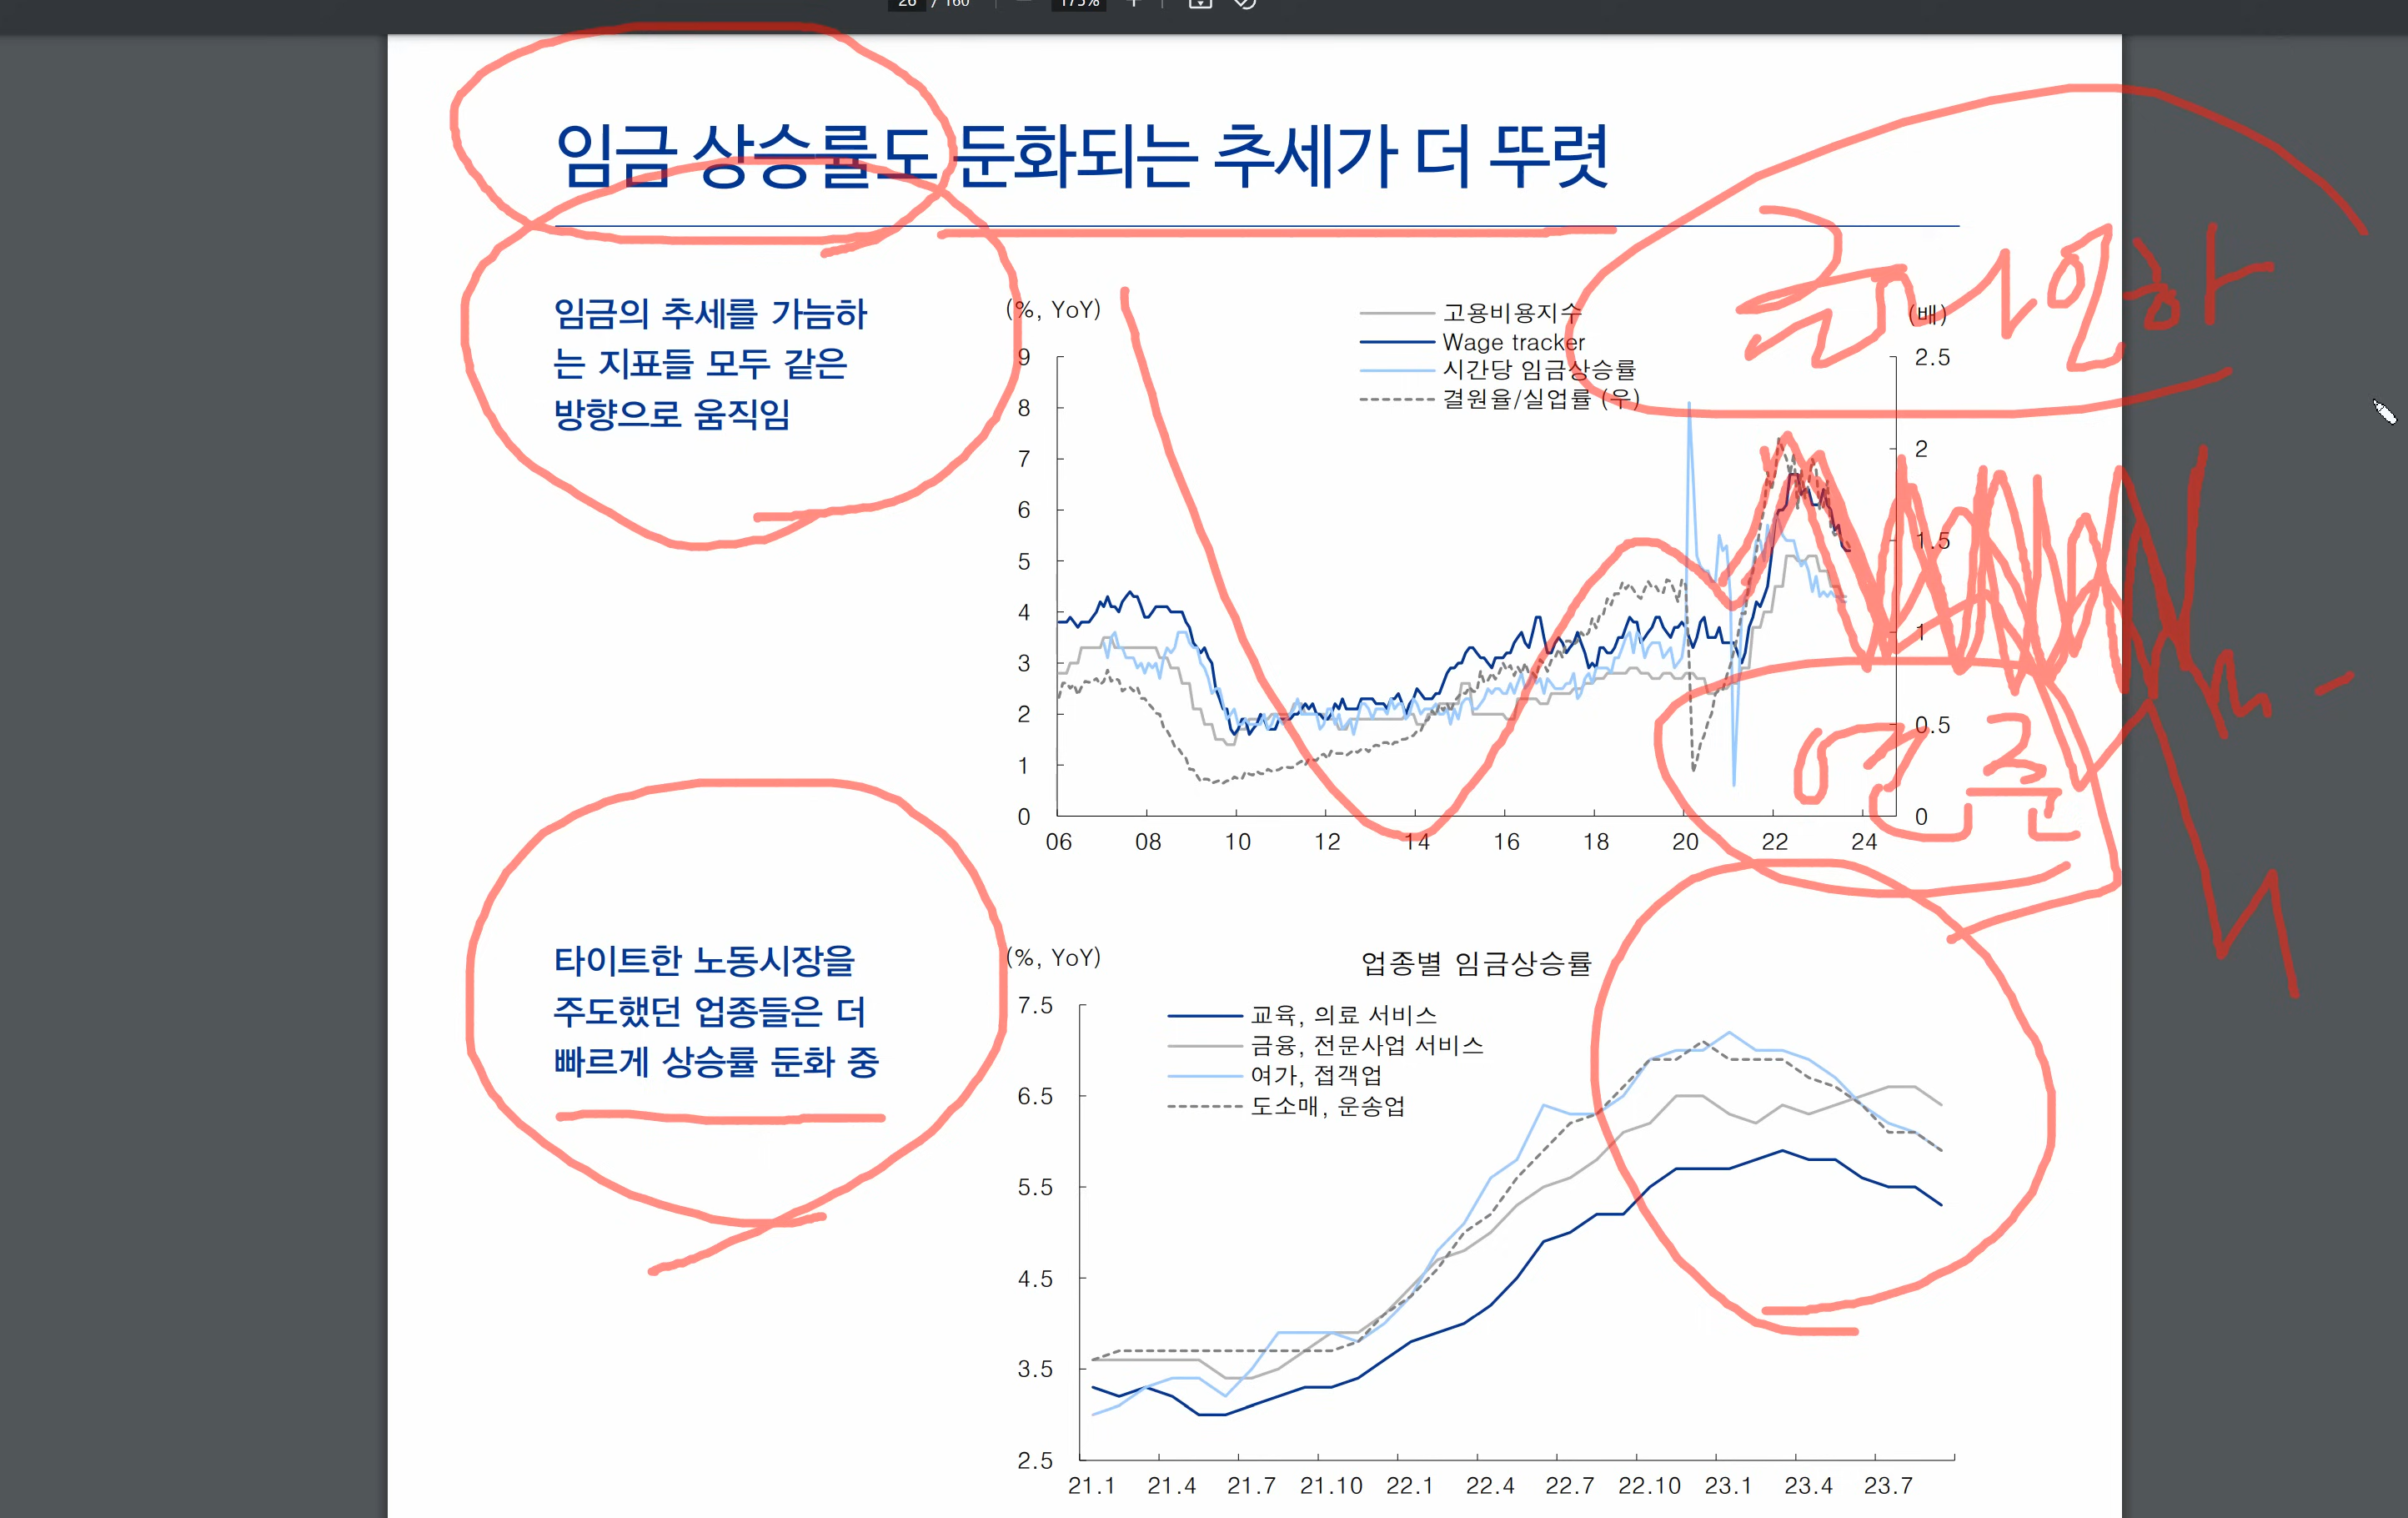 26 / 160
175%
임금 상승률도 둔화되는 추세가 더 뚜렷
임금의 추세를 가늠하
는 지표들 모두 같은
방향으로 움직임
(%, YoY)
고용비용지수
Wage tracker
시간당 임금상승률
결원율/실업률 (우)
(배)
9
8
7
6
5
4
3
2
1
0
2.5
2
1.5
1
0.5
0
06 08 10 12 14 16 18 20 22 24
금리인하
연준
타이트한 노동시장을
주도했던 업종들은 더
빠르게 상승률 둔화 중
(%, YoY)
업종별 임금상승률
교육, 의료 서비스
금융, 전문사업 서비스
여가, 접객업
도소매, 운송업
7.5
6.5
5.5
4.5
3.5
2.5
21.1 21.4 21.7 21.10 22.1 22.4 22.7 22.10 23.1 23.4 23.7